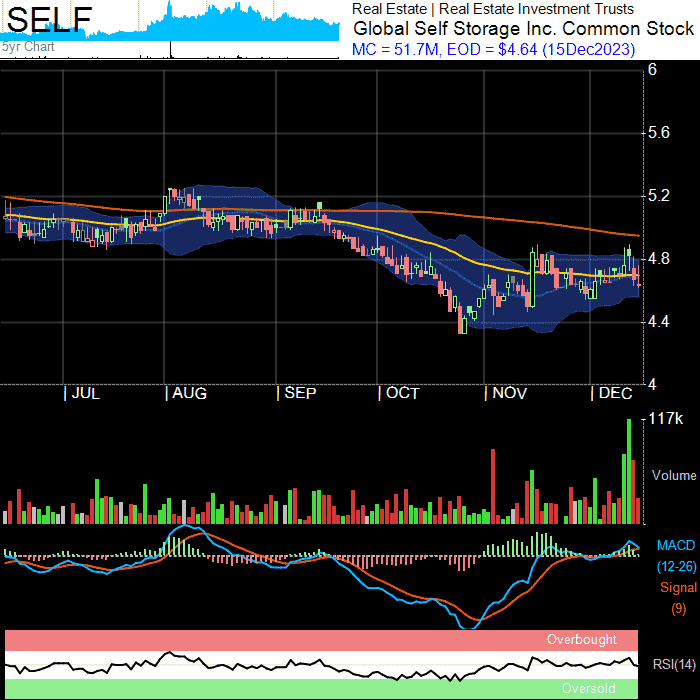 SELF
5yr Chart
Real Estate | Real Estate Investment Trusts
Global Self Storage Inc. Common Stock
MC = 51.7M, EOD = $4.64 (15Dec2023)
6
5.6
5.2
4.8
4.4
4
| JUL | AUG | SEP | OCT | NOV | DEC
117k
Volume
MACD
(12-26)
Signal
(9)
Overbought
RSI(14)
Oversold